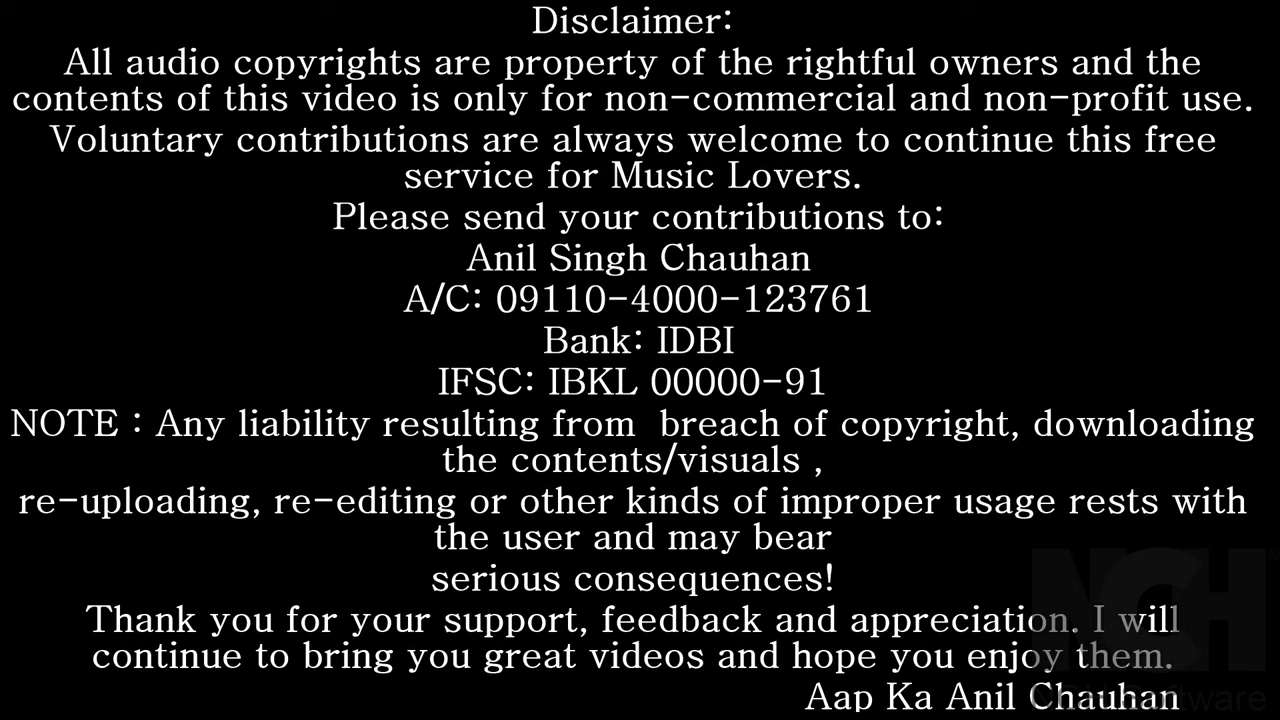 Disclaimer:
All audio copyrights are property of the rightful owners and the
contents of this video is only for non-commercial and non-profit use.
Voluntary contributions are always welcome to continue this free
service for Music Lovers.
Please send your contributions to:
Anil Singh Chauhan
A/C: 09110-4000-123761
Bank: IDBI
IFSC: IBKL 00000-91
NOTE : Any liability resulting from  breach of copyright, downloading
the contents/visuals ,
re-uploading, re-editing or other kinds of improper usage rests with
the user and may bear
serious consequences!
Thank you for your support, feedback and appreciation. I will
continue to bring you great videos and hope you enjoy them.
Aap Ka Anil Chauhan
NCH
NCH Software